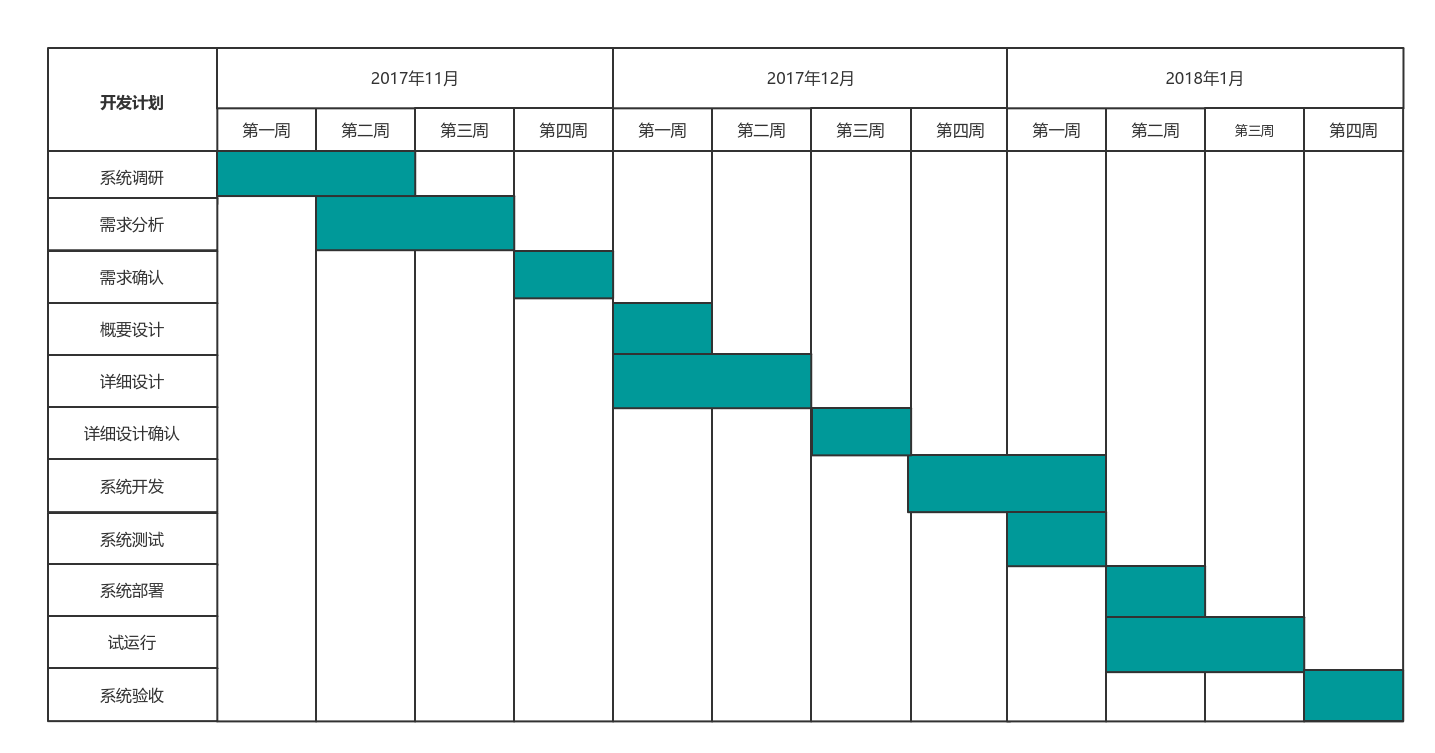 开发计划
2017年11月
2017年12月
2018年1月
第一周
第二周
第三周
第四周
第一周
第二周
第三周
第四周
第一周
第二周
第三周
第四周
系统调研
需求分析
需求确认
概要设计
详细设计
详细设计确认
系统开发
系统测试
系统部署
试运行
系统验收